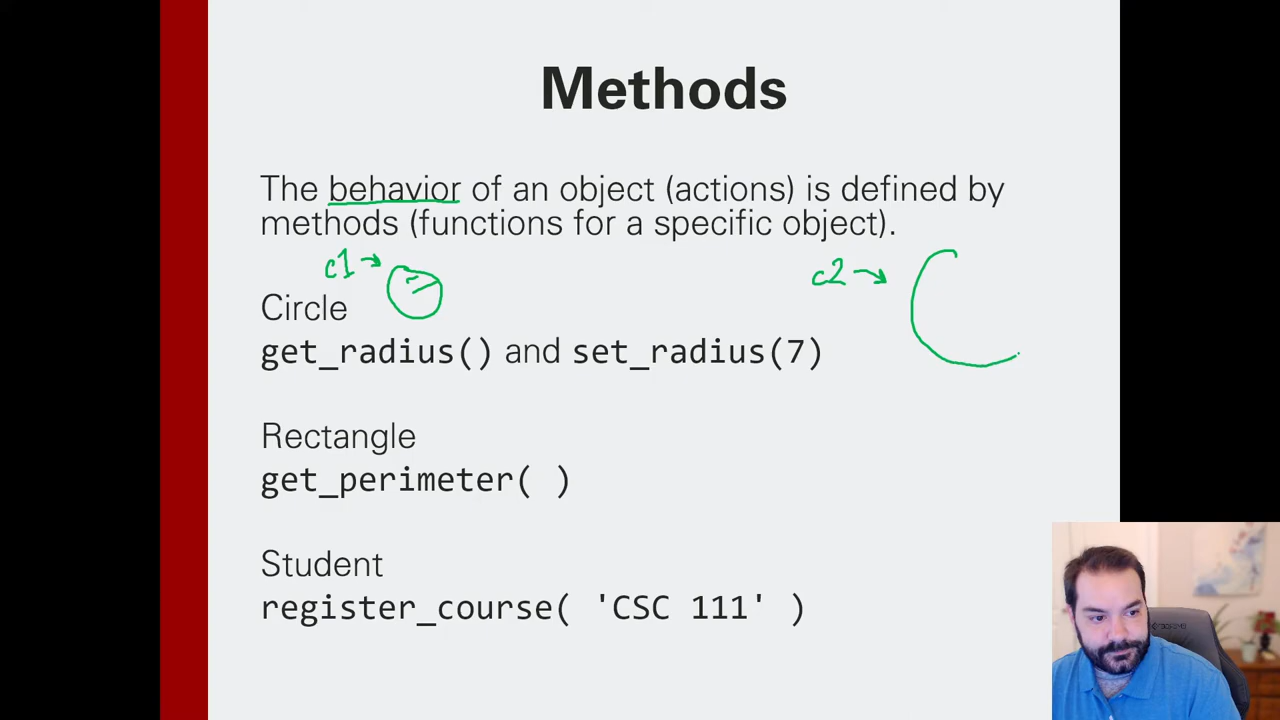 Methods
The behavior of an object (actions) is defined by
methods (functions for a specific object).
c1→
c2→
Circle
get_radius() and set_radius(7)
Rectangle
get_perimeter( )
Student
register_course( 'CSC 111' )